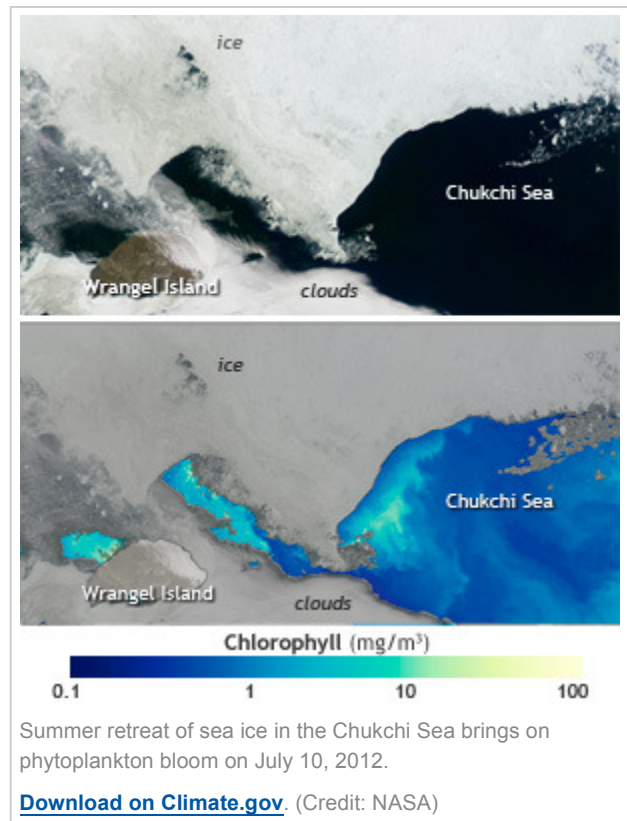 ice
Chukchi Sea
Wrangel Island
clouds
ice
Chukchi Sea
Wrangel Island
clouds
Chlorophyll (mg/m³)
0.1 1 10 100
Summer retreat of sea ice in the Chukchi Sea brings on
phytoplankton bloom on July 10, 2012.
Download on Climate.gov. (Credit: NASA)